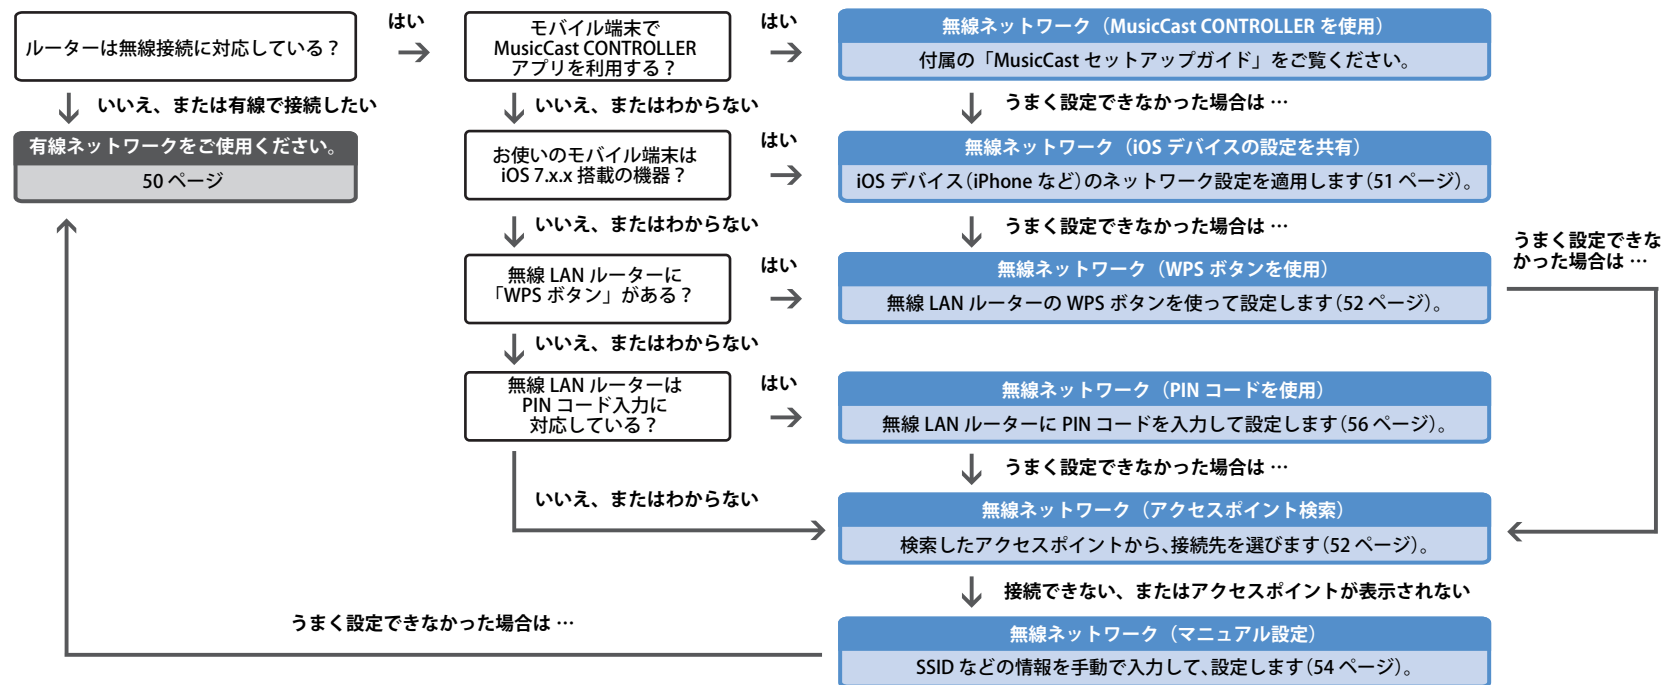 ルーターは無線接続に対応している？
はい
モバイル端末で
MusicCast CONTROLLER
アプリを利用する？
はい
無線ネットワーク（MusicCast CONTROLLER を使用）
付属の「MusicCast セットアップガイド」をご覧ください。
いいえ、または有線で接続したい
いいえ、またはわからない
うまく設定できなかった場合は …
有線ネットワークをご使用ください。
50 ページ
お使いのモバイル端末は
iOS 7.x.x 搭載の機器？
はい
無線ネットワーク（iOS デバイスの設定を共有）
iOS デバイス（iPhone など）のネットワーク設定を適用します（51 ページ）。
いいえ、またはわからない
うまく設定できなかった場合は …
うまく設定できな
かった場合は …
無線 LAN ルーターに
「WPS ボタン」がある？
はい
無線ネットワーク（WPS ボタンを使用）
無線 LAN ルーターの WPS ボタンを使って設定します（52 ページ）。
いいえ、またはわからない
無線 LAN ルーターは
PIN コード入力に
対応している？
はい
無線ネットワーク（PIN コードを使用）
無線 LAN ルーターに PIN コードを入力して設定します（56 ページ）。
うまく設定できなかった場合は …
いいえ、またはわからない
無線ネットワーク（アクセスポイント検索）
検索したアクセスポイントから、接続先を選びます（52 ページ）。
接続できない、またはアクセスポイントが表示されない
うまく設定できなかった場合は …
無線ネットワーク（マニュアル設定）
SSID などの情報を手動で入力して、設定します（54 ページ）。